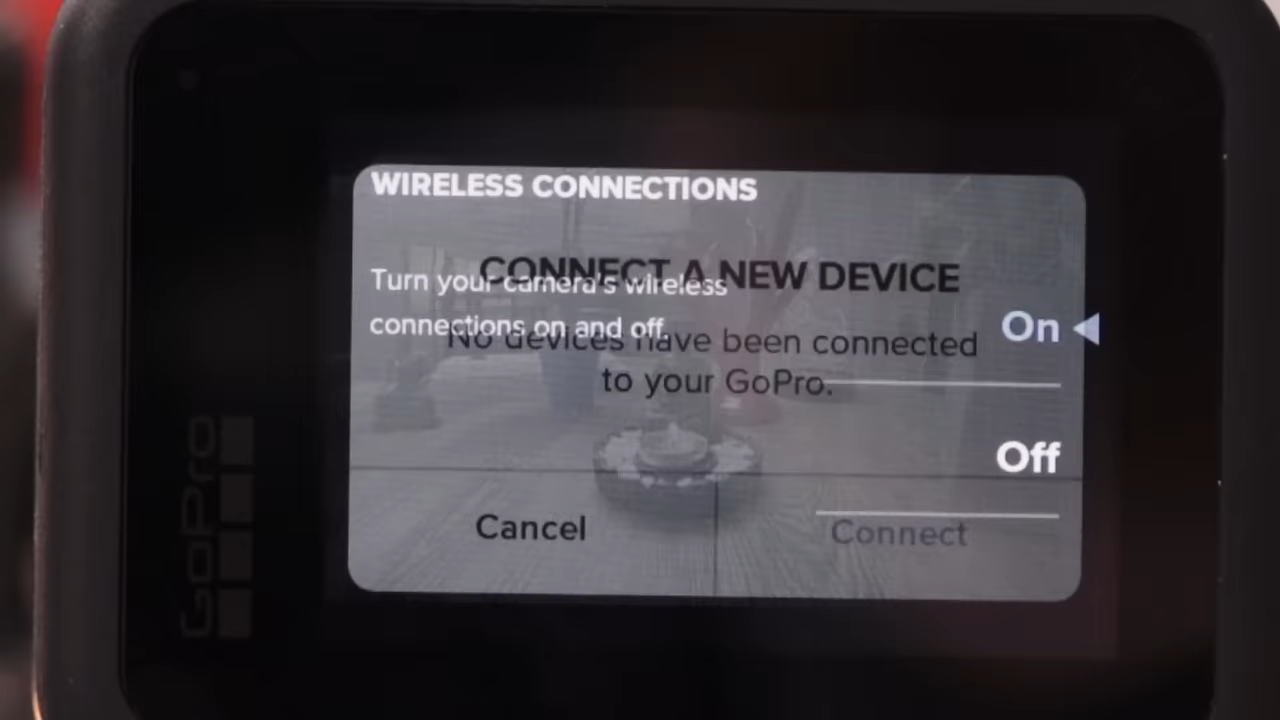 WIRELESS CONNECTIONS
CONNECT A NEW DEVICE
Turn your camera's wireless
connections on and off.
No devices have been connected
to your GoPro.
On
Off
Cancel
Connect
GoPro